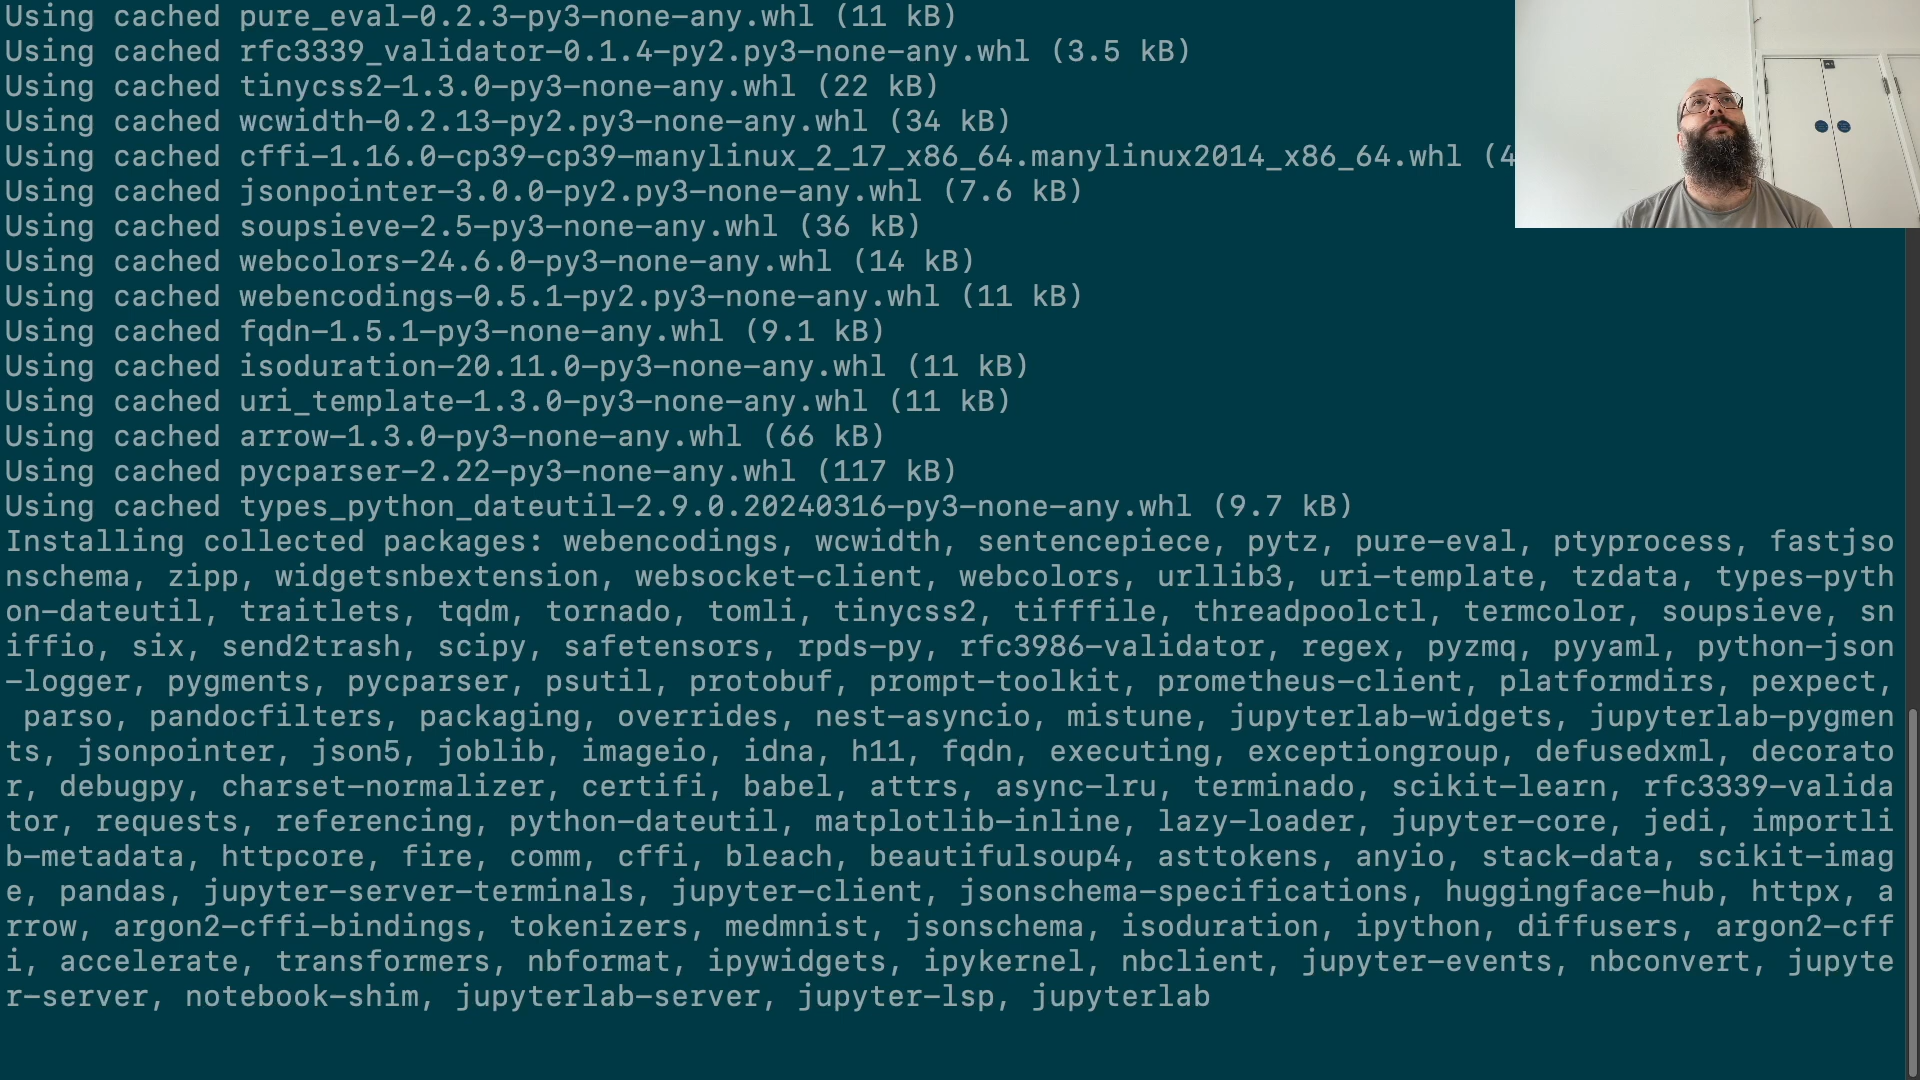 Using cached pure_eval-0.2.3-py3-none-any.whl (11 kB)
Using cached rfc3339_validator-0.1.4-py2.py3-none-any.whl (3.5 kB)
Using cached tinycss2-1.3.0-py3-none-any.whl (22 kB)
Using cached wcwidth-0.2.13-py2.py3-none-any.whl (34 kB)
Using cached cffi-1.16.0-cp39-cp39-manylinux_2_17_x86_64.manylinux2014_x86_64.whl (4
Using cached jsonpointer-3.0.0-py2.py3-none-any.whl (7.6 kB)
Using cached soupsieve-2.5-py3-none-any.whl (36 kB)
Using cached webcolors-24.6.0-py3-none-any.whl (14 kB)
Using cached webencodings-0.5.1-py2.py3-none-any.whl (11 kB)
Using cached fqdn-1.5.1-py3-none-any.whl (9.1 kB)
Using cached isoduration-20.11.0-py3-none-any.whl (11 kB)
Using cached uri_template-1.3.0-py3-none-any.whl (11 kB)
Using cached arrow-1.3.0-py3-none-any.whl (66 kB)
Using cached pycparser-2.22-py3-none-any.whl (117 kB)
Using cached types_python_dateutil-2.9.0.20240316-py3-none-any.whl (9.7 kB)
Installing collected packages: webencodings, wcwidth, sentencepiece, pytz, pure-eval, ptyprocess, fastjso
nschema, zipp, widgetsnbextension, websocket-client, webcolors, urllib3, uri-template, tzdata, types-pyth
on-dateutil, traitlets, tqdm, tornado, tomli, tinycss2, tifffile, threadpoolctl, termcolor, soupsieve, sn
iffio, six, send2trash, scipy, safetensors, rpds-py, rfc3986-validator, regex, pyzmq, pyyaml, python-json
-logger, pygments, pycparser, psutil, protobuf, prompt-toolkit, prometheus-client, platformdirs, pexpect,
 parso, pandocfilters, packaging, overrides, nest-asyncio, mistune, jupyterlab-widgets, jupyterlab-pygmen
ts, jsonpointer, json5, joblib, imageio, idna, h11, fqdn, executing, exceptiongroup, defusedxml, decorato
r, debugpy, charset-normalizer, certifi, babel, attrs, async-lru, terminado, scikit-learn, rfc3339-valida
tor, requests, referencing, python-dateutil, matplotlib-inline, lazy-loader, jupyter-core, jedi, importli
b-metadata, httpcore, fire, comm, cffi, bleach, beautifulsoup4, asttokens, anyio, stack-data, scikit-imag
e, pandas, jupyter-server-terminals, jupyter-client, jsonschema-specifications, huggingface-hub, httpx, a
rrow, argon2-cffi-bindings, tokenizers, medmnist, jsonschema, isoduration, ipython, diffusers, argon2-cff
i, accelerate, transformers, nbformat, ipywidgets, ipykernel, nbclient, jupyter-events, nbconvert, jupyte
r-server, notebook-shim, jupyterlab-server, jupyter-lsp, jupyterlab